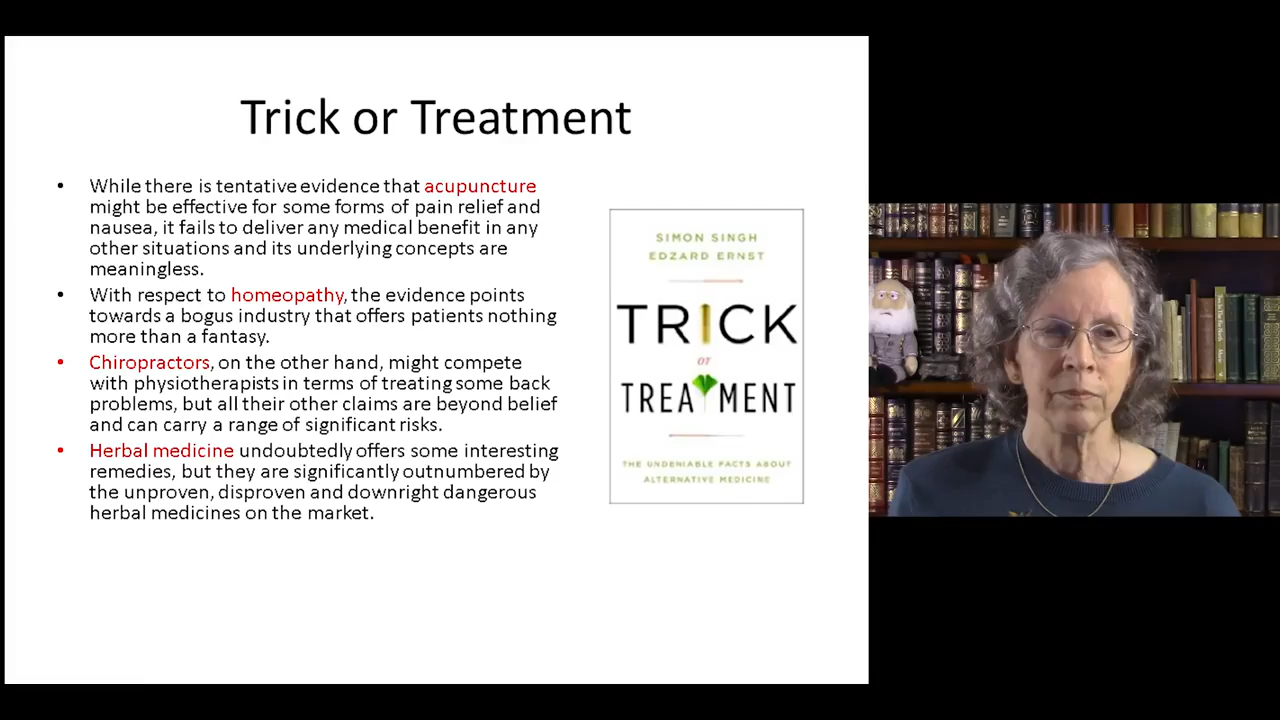 Trick or Treatment
• While there is tentative evidence that acupuncture
might be effective for some forms of pain relief and
nausea, it fails to deliver any medical benefit in any
other situations and its underlying concepts are
meaningless.
• With respect to homeopathy, the evidence points
towards a bogus industry that offers patients nothing
more than a fantasy.
• Chiropractors, on the other hand, might compete
with physiotherapists in terms of treating some back
problems, but all their other claims are beyond belief
and can carry a range of significant risks.
• Herbal medicine undoubtedly offers some interesting
remedies, but they are significantly outnumbered by
the unproven, disproven and downright dangerous
herbal medicines on the market.
SIMON SINGH
EDZARD ERNST
TRICK
or
TREATMENT
THE UNDENIABLE FACTS ABOUT
ALTERNATIVE MEDICINE